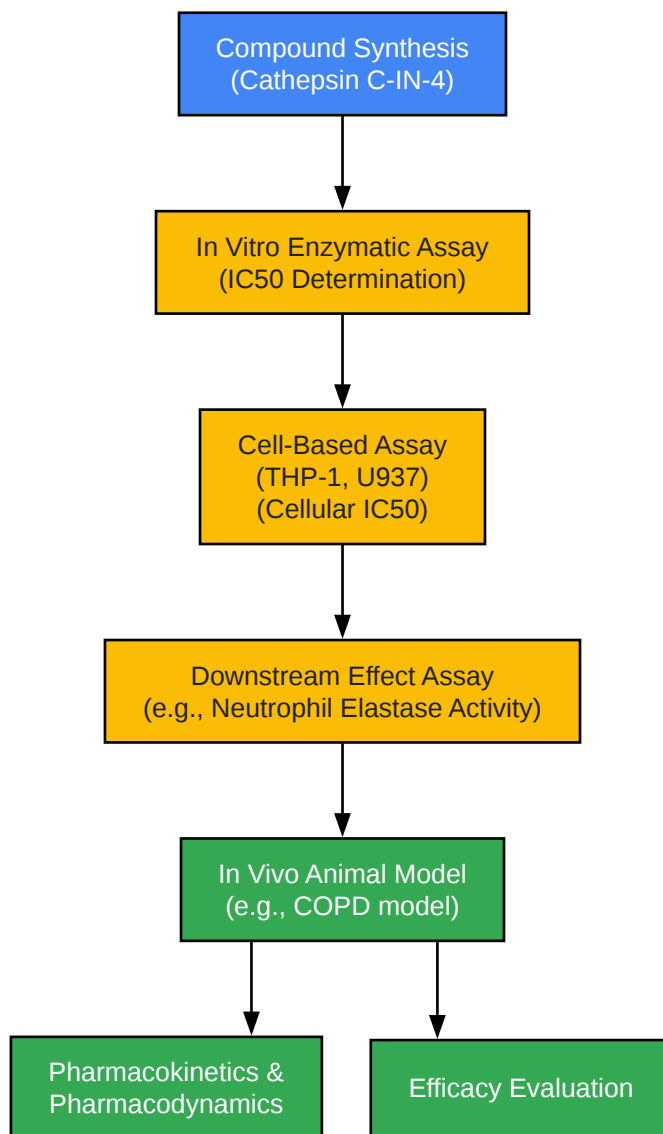 Compound Synthesis
(Cathepsin C-IN-4)
In Vitro Enzymatic Assay
(IC50 Determination)
Cell-Based Assay
(THP-1, U937)
(Cellular IC50)
Downstream Effect Assay
(e.g., Neutrophil Elastase Activity)
In Vivo Animal Model
(e.g., COPD model)
Pharmacokinetics &
Pharmacodynamics
Efficacy Evaluation